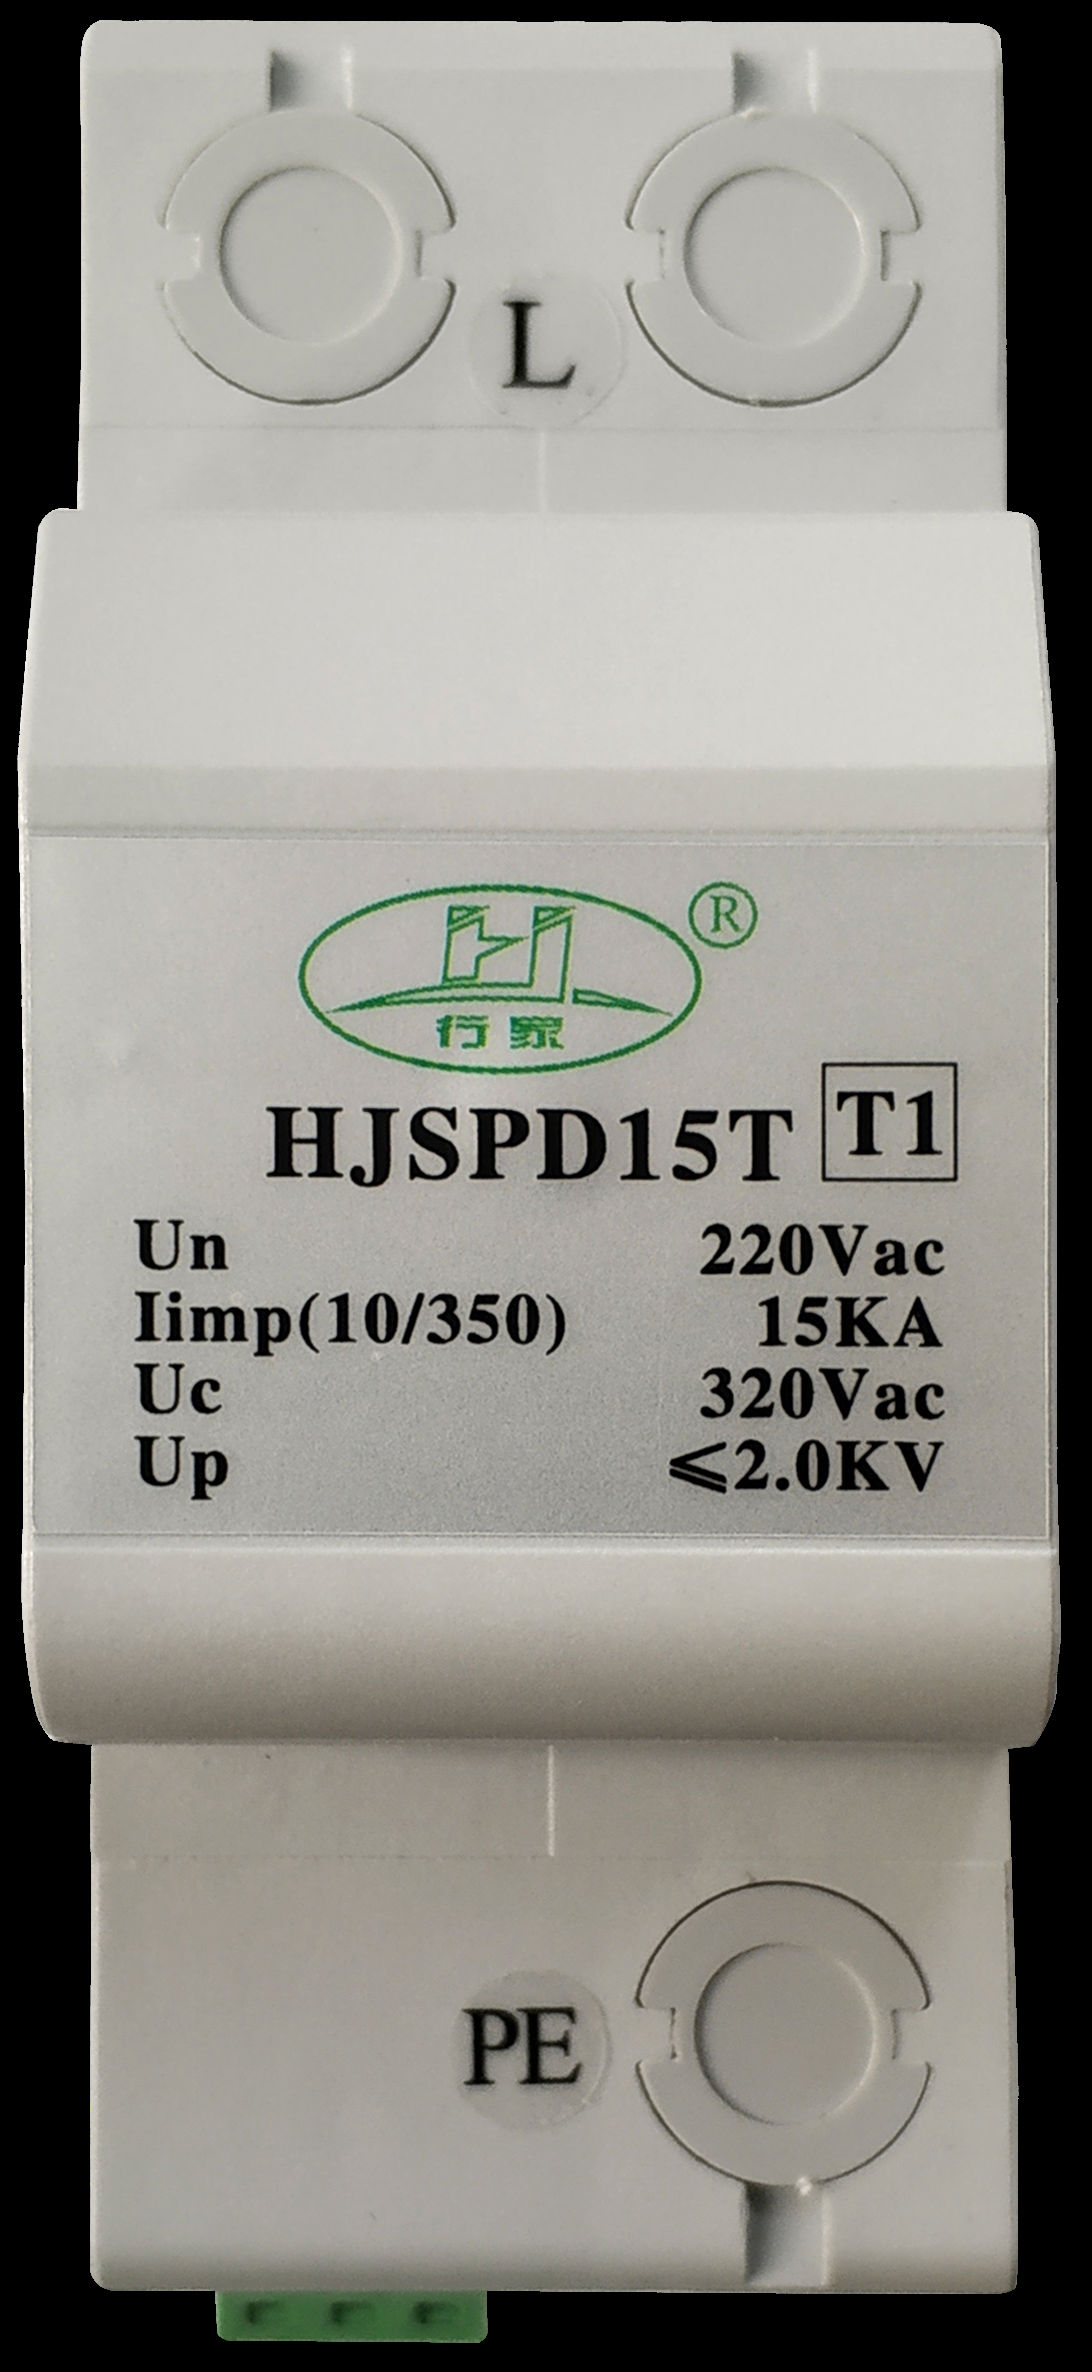 L
®
行家
HJSPD15T T1
Un 220Vac
Iimp(10/350) 15KA
Uc 320Vac
Up ⩽2.0KV
PE